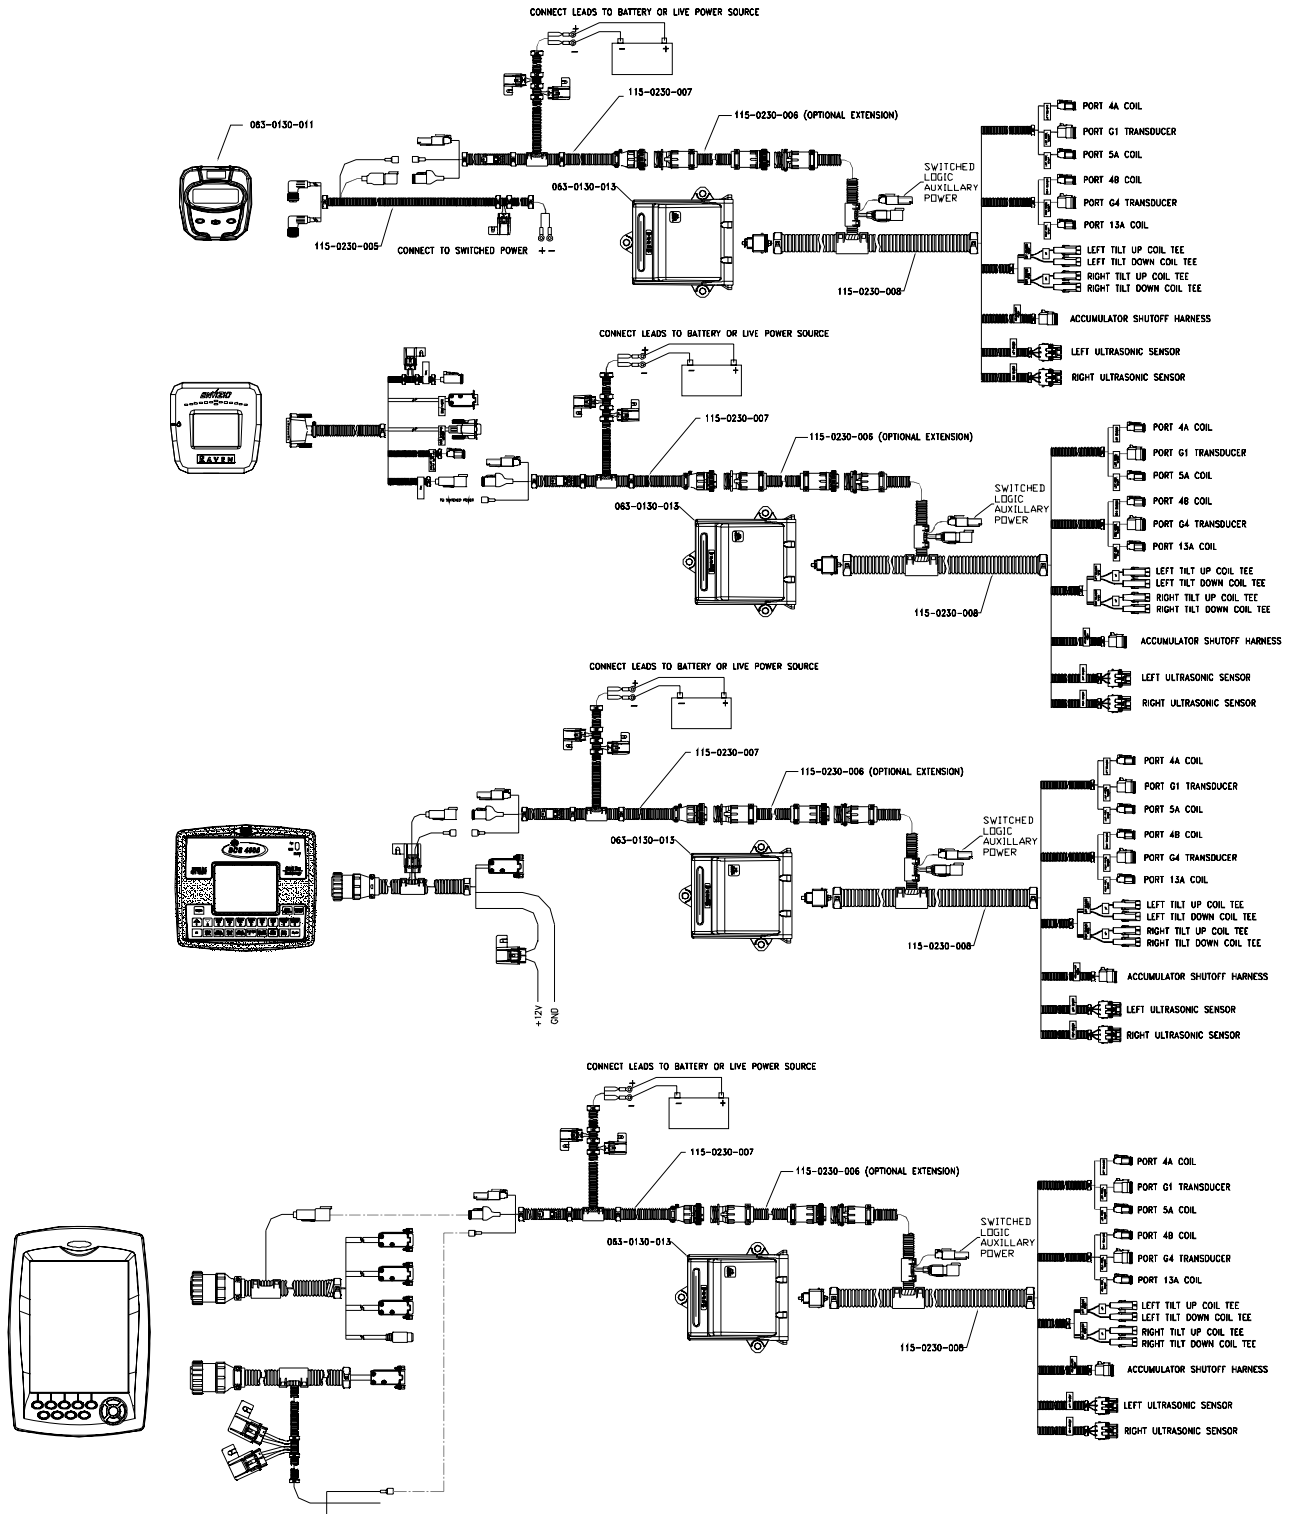 CONNECT LEADS TO BATTERY OR LIVE POWER SOURCE
+
−
− +
115-0230-007
115-0230-006 (OPTIONAL EXTENSION)
063-0130-011
063-0130-013
SWITCHED
LOGIC
AUXILLARY
POWER
115-0230-005
CONNECT TO SWITCHED POWER
+ −
115-0230-008
PORT 4A COIL
PORT G1 TRANSDUCER
PORT 5A COIL
PORT 4B COIL
PORT G4 TRANSDUCER
PORT 13A COIL
LEFT TILT UP COIL TEE
LEFT TILT DOWN COIL TEE
RIGHT TILT UP COIL TEE
RIGHT TILT DOWN COIL TEE
ACCUMULATOR SHUTOFF HARNESS
LEFT ULTRASONIC SENSOR
RIGHT ULTRASONIC SENSOR
CONNECT LEADS TO BATTERY OR LIVE POWER SOURCE
+
−
− +
115-0230-007
115-0230-006 (OPTIONAL EXTENSION)
RAVEN
TO SWITCHED POWER
063-0130-013
SWITCHED
LOGIC
AUXILLARY
POWER
115-0230-008
PORT 4A COIL
PORT G1 TRANSDUCER
PORT 5A COIL
PORT 4B COIL
PORT G4 TRANSDUCER
PORT 13A COIL
LEFT TILT UP COIL TEE
LEFT TILT DOWN COIL TEE
RIGHT TILT UP COIL TEE
RIGHT TILT DOWN COIL TEE
ACCUMULATOR SHUTOFF HARNESS
LEFT ULTRASONIC SENSOR
RIGHT ULTRASONIC SENSOR
CONNECT LEADS TO BATTERY OR LIVE POWER SOURCE
+
−
− +
115-0230-007
115-0230-006 (OPTIONAL EXTENSION)
063-0130-013
SWITCHED
LOGIC
AUXILLARY
POWER
115-0230-008
+12V
GND
PORT 4A COIL
PORT G1 TRANSDUCER
PORT 5A COIL
PORT 4B COIL
PORT G4 TRANSDUCER
PORT 13A COIL
LEFT TILT UP COIL TEE
LEFT TILT DOWN COIL TEE
RIGHT TILT UP COIL TEE
RIGHT TILT DOWN COIL TEE
ACCUMULATOR SHUTOFF HARNESS
LEFT ULTRASONIC SENSOR
RIGHT ULTRASONIC SENSOR
CONNECT LEADS TO BATTERY OR LIVE POWER SOURCE
+
−
− +
115-0230-007
115-0230-006 (OPTIONAL EXTENSION)
063-0130-013
SWITCHED
LOGIC
AUXILLARY
POWER
115-0230-008
PORT 4A COIL
PORT G1 TRANSDUCER
PORT 5A COIL
PORT 4B COIL
PORT G4 TRANSDUCER
PORT 13A COIL
LEFT TILT UP COIL TEE
LEFT TILT DOWN COIL TEE
RIGHT TILT UP COIL TEE
RIGHT TILT DOWN COIL TEE
ACCUMULATOR SHUTOFF HARNESS
LEFT ULTRASONIC SENSOR
RIGHT ULTRASONIC SENSOR